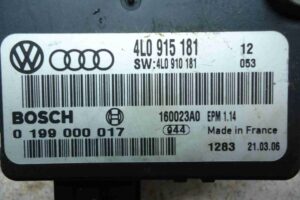 4L0 915 181 12
SW:4L0 910 181 053
BOSCH 160023A0 EPM 1.14
0 199 000 017 944 Made in France
1283 21.03.06